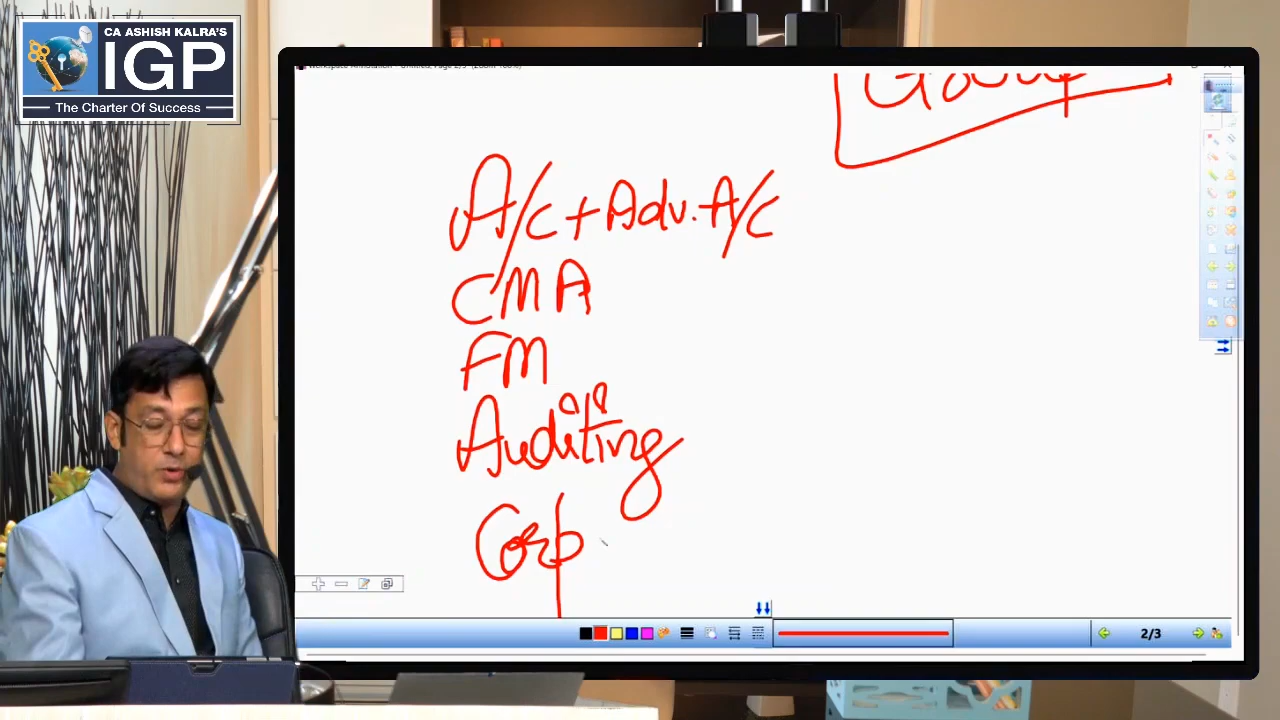 CA ASHISH KALRA'S
IGP
The Charter Of Success
A/C + Adv. A/C
CMA
FM
Auditing
Corp
2/3